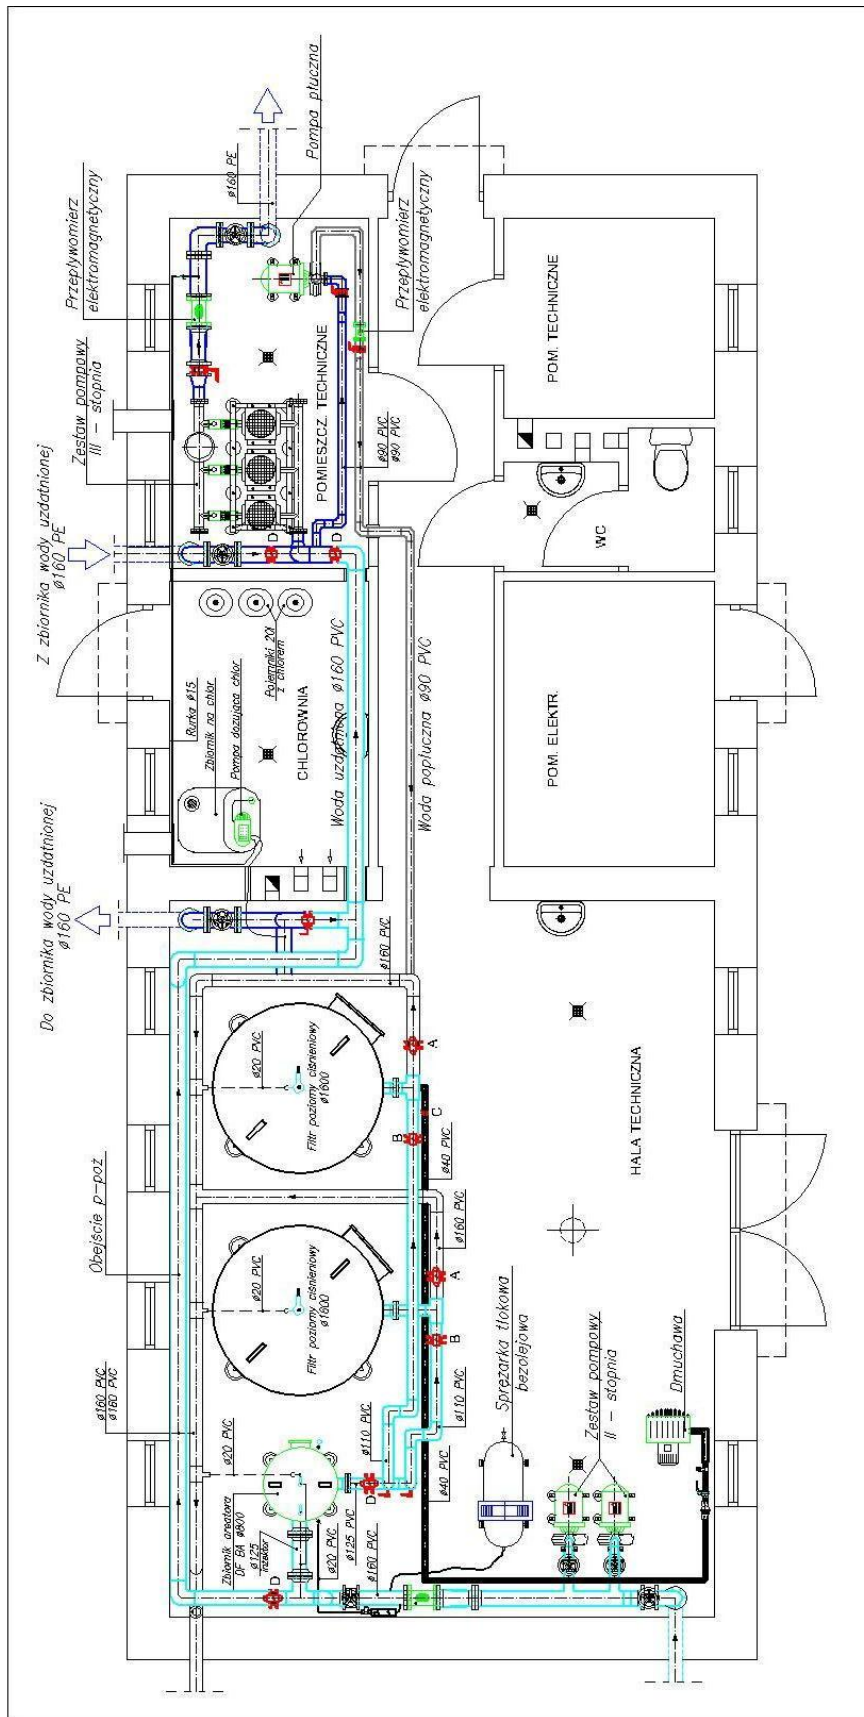 Ø160 PE
Pompa płuczna
Przepływomierz
elektromagnetyczny
Przepływomierz
elektromagnetyczny
Zestaw pompowy
III - stopnia
POMIESZCZ. TECHNICZNE
POM. TECHNICZNE
Ø90 PVC
Ø90 PVC
WC
Z zbiornika wody uzdatnionej
Ø160 PE
D
D
Rurka Ø15
Zbiornik na chlor
Pompa dozująca chlor
Pojemniki 20l
z chlorem
CHLOROWNIA
Woda uzdatniona Ø160 PVC
Woda popłuczna Ø90 PVC
POM. ELEKTR.
Do zbiornika wody uzdatnionej
Ø160 PE
Ø160 PVC
Ø20 PVC
Filtr poziomy ciśnieniowy
Ø1600
A
B
C
Ø40 PVC
HALA TECHNICZNA
Obejście p-poż
Ø20 PVC
Filtr poziomy ciśnieniowy
Ø1600
Ø160 PVC
A
B
Ø160 PVC
Ø160 PVC
Ø20 PVC
Ø110 PVC
Ø110 PVC
Ø40 PVC
Sprężarka tłokowa
bezolejowa
Zestaw pompowy
II - stopnia
Dmuchawa
Zbiornik areatora
DF BA Ø800
Ø125
Inżektor
D
D
Ø20 PVC
Ø125 PVC
Ø160 PVC